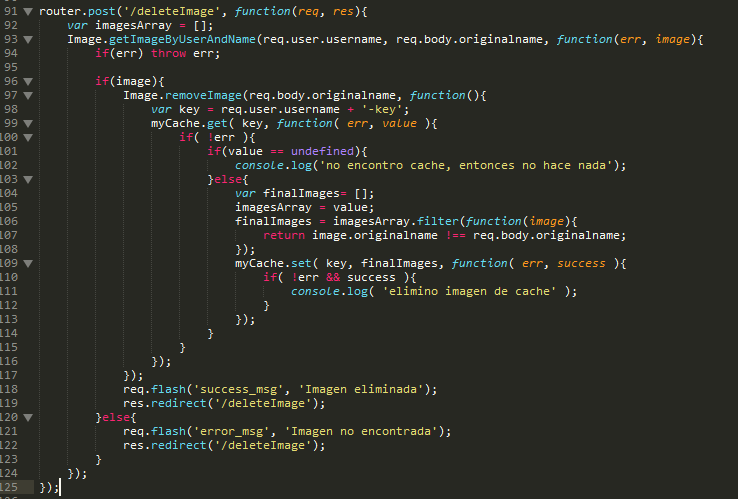 91 router.post('/deleteImage', function(req, res){
92     var imagesArray = [];
93     Image.getImageByUserAndName(req.user.username, req.body.originalname, function(err, image){
94         if(err) throw err;
95
96         if(image){
97             Image.removeImage(req.body.originalname, function(){
98                 var key = req.user.username + '-key';
99                 myCache.get( key, function( err, value ){
100                     if( !err ){
101                         if(value == undefined){
102                             console.log('no encontro cache, entonces no hace nada');
103                         }else{
104                             var finalImages= [];
105                             imagesArray = value;
106                             finalImages = imagesArray.filter(function(image){
107                                 return image.originalname !== req.body.originalname;
108                             });
109                             myCache.set( key, finalImages, function( err, success ){
110                                 if( !err && success ){
111                                     console.log( 'elimino imagen de cache' );
112                                 }
113                             });
114                         }
115                     }
116                 });
117             });
118             req.flash('success_msg', 'Imagen eliminada');
119             res.redirect('/deleteImage');
120         }else{
121             req.flash('error_msg', 'Imagen no encontrada');
122             res.redirect('/deleteImage');
123         }
124     });
125 });